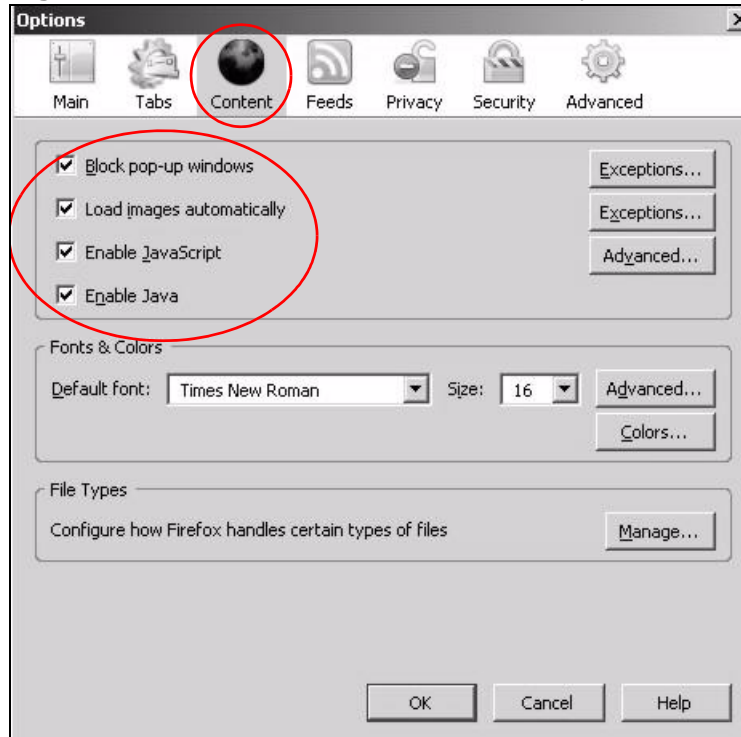 Options
Main Tabs Content Feeds Privacy Security Advanced
Block pop-up windows Exceptions...
Load images automatically Exceptions...
Enable JavaScript Advanced...
Enable Java
Fonts & Colors
Default font: Times New Roman Size: 16 Advanced...
Colors...
File Types
Configure how Firefox handles certain types of files Manage...
OK Cancel Help